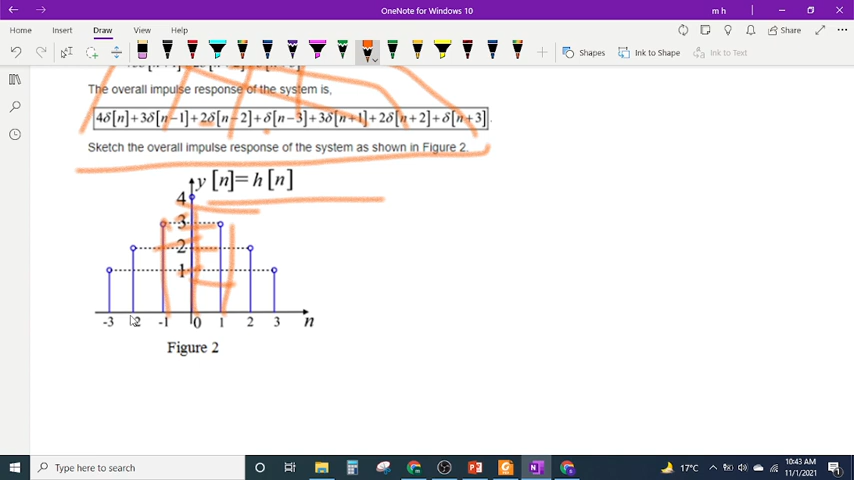 OneNote for Windows 10
m h
Home Insert Draw View Help
Share
Shapes
Ink to Shape
Ink to Text
The overall impulse response of the system is,
4δ[n]+3δ[n−1]+2δ[n−2]+δ[n−3]+3δ[n+1]+2δ[n+2]+δ[n+3].
Sketch the overall impulse response of the system as shown in Figure 2.
y [n]= h [n]
4
3
2
1
-3 -2 -1 0 1 2 3 n
Figure 2
Type here to search
17°C
10:43 AM
11/1/2021